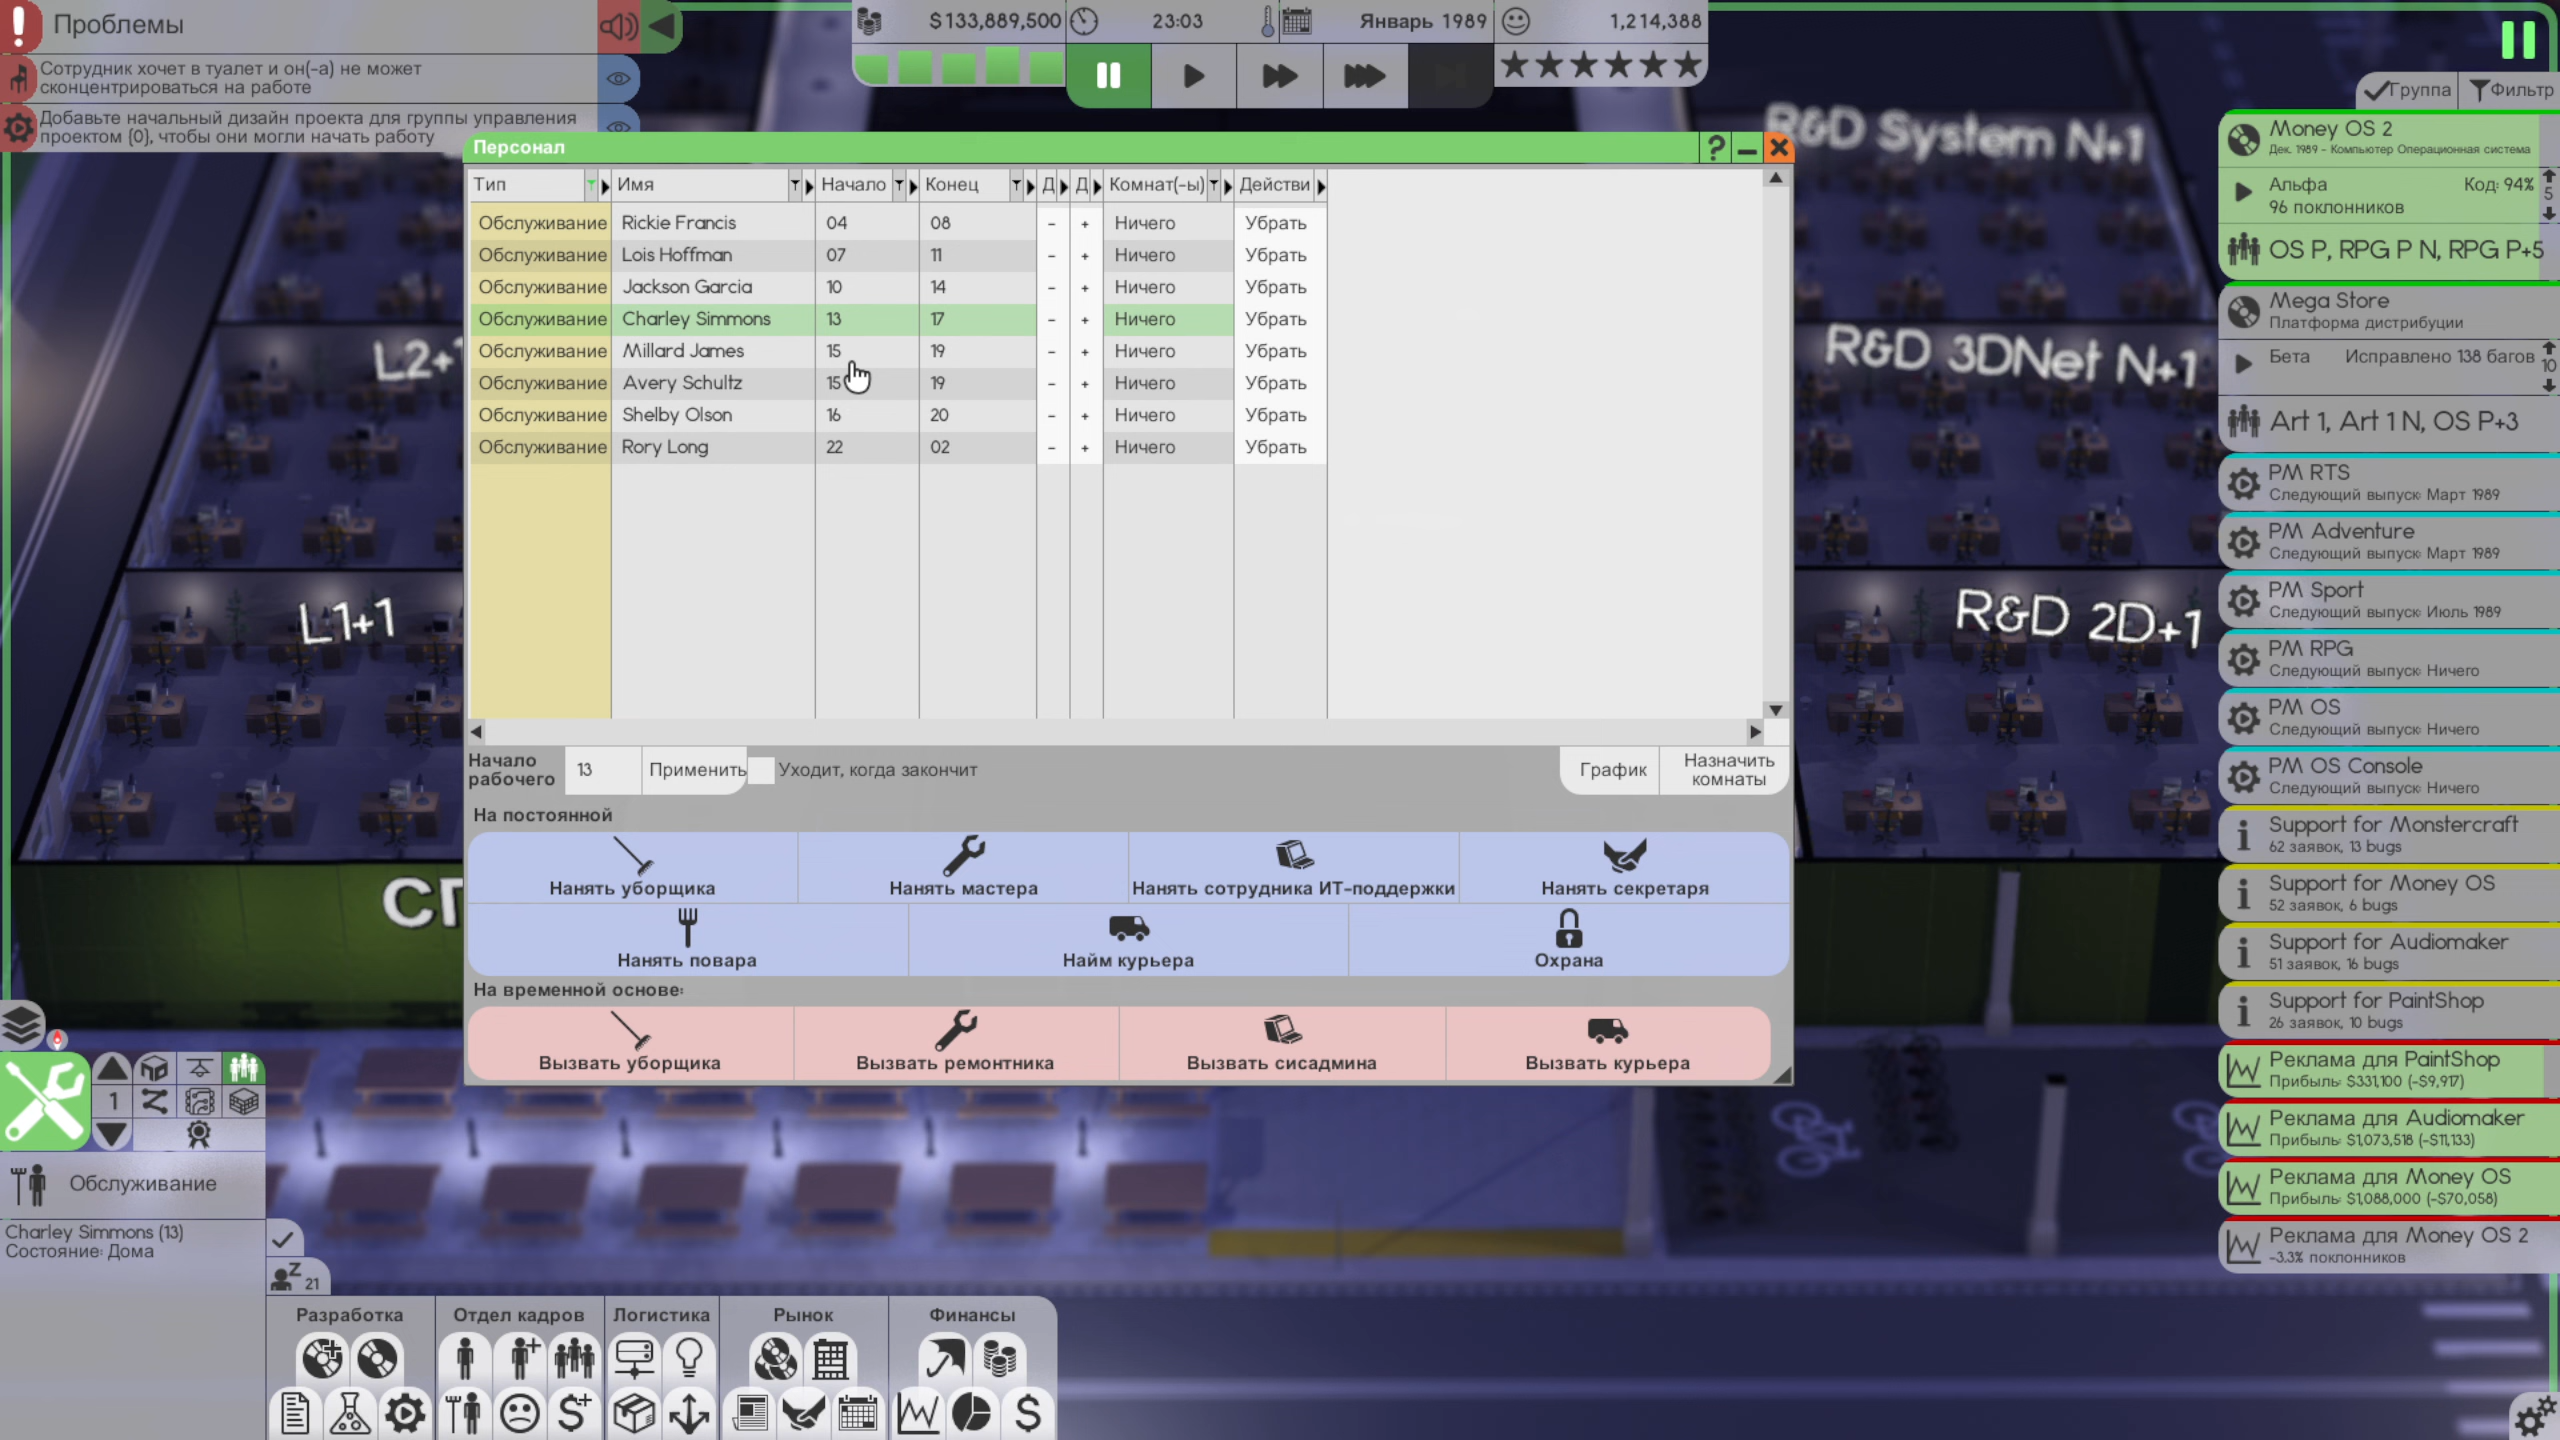 Проблемы
Сотрудник хочет в туалет и он(-а) не может
сконцентрироваться на работе
Добавьте начальный дизайн проекта для группы управления
проектом (0), чтобы они могли начать работу
$133,889,500
23:03
Январь 1989
1,214,388
Группа
Фильтр
R&D System N+1
R&D 3DNet N+1
R&D 2D+1
L1+1
Персонал
?
Тип
Имя
Начало
Конец
Д
Д
Комнат(-ы)
Действи
Обслуживание Rickie Francis 04 08 - + Ничего Убрать
Обслуживание Lois Hoffman 07 11 - + Ничего Убрать
Обслуживание Jackson Garcia 10 14 - + Ничего Убрать
Обслуживание Charley Simmons 13 17 - + Ничего Убрать
Обслуживание Millard James 15 19 - + Ничего Убрать
Обслуживание Avery Schultz 15 19 - + Ничего Убрать
Обслуживание Shelby Olson 16 20 - + Ничего Убрать
Обслуживание Rory Long 22 02 - + Ничего Убрать
Начало
рабочего
13
Применить
Уходит, когда закончит
График
Назначить
комнаты
На постоянной
Нанять уборщика
Нанять мастера
Нанять сотрудника ИТ-поддержки
Нанять секретаря
Нанять повара
Найм курьера
Охрана
На временной основе:
Вызвать уборщика
Вызвать ремонтника
Вызвать сисадмина
Вызвать курьера
Money OS 2
Дек. 1989 - Компьютер Операционная система
Альфа
Код: 94%
96 поклонников
5
OS P, RPG P N, RPG P+5
Mega Store
Платформа дистрибуции
Бета
Исправлено 138 багов
10
Art 1, Art 1 N, OS P+3
PM RTS
Следующий выпуск: Март 1989
PM Adventure
Следующий выпуск: Март 1989
PM Sport
Следующий выпуск: Июль 1989
PM RPG
Следующий выпуск: Ничего
PM OS
Следующий выпуск: Ничего
PM OS Console
Следующий выпуск: Ничего
Support for Monstercraft
62 заявок, 13 bugs
Support for Money OS
52 заявок, 6 bugs
Support for Audiomaker
51 заявок, 16 bugs
Support for PaintShop
26 заявок, 10 bugs
Реклама для PaintShop
Прибыль: $331,100 (-$9,917)
Реклама для Audiomaker
Прибыль: $1,073,518 (-$11,133)
Реклама для Money OS
Прибыль: $1,088,000 (-$70,058)
Реклама для Money OS 2
-3.3% поклонников
1
Обслуживание
Charley Simmons (13)
Состояние: Дома
21
Разработка
Отдел кадров
Логистика
Рынок
Финансы